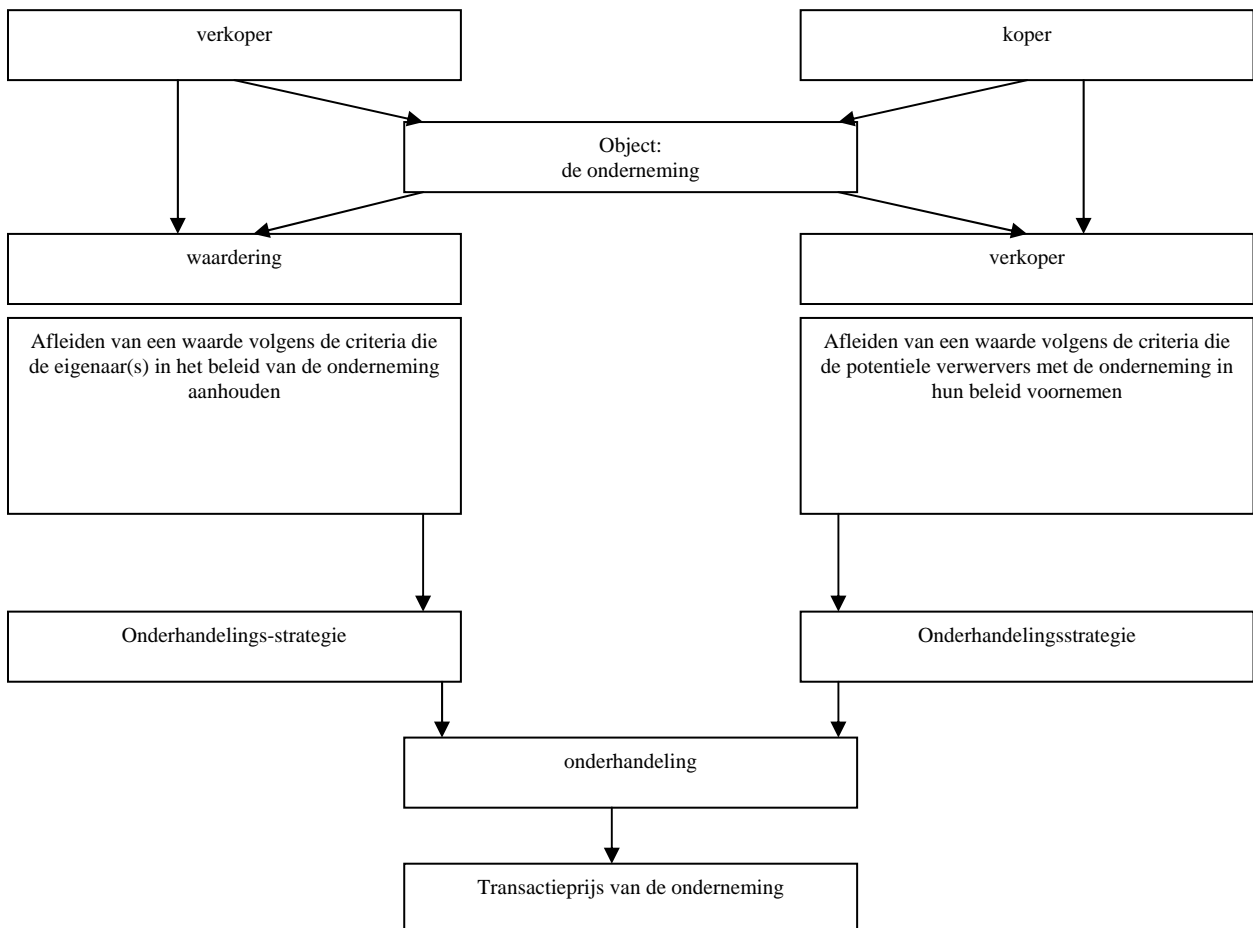 verkoper
koper
Object:
de onderneming
waardering
verkoper
Afleiden van een waarde volgens de criteria die
de eigenaar(s) in het beleid van de onderneming
aanhouden
Afleiden van een waarde volgens de criteria die
de potentiele verwervers met de onderneming in
hun beleid voornemen
Onderhandelings-strategie
Onderhandelingsstrategie
onderhandeling
Transactieprijs van de onderneming